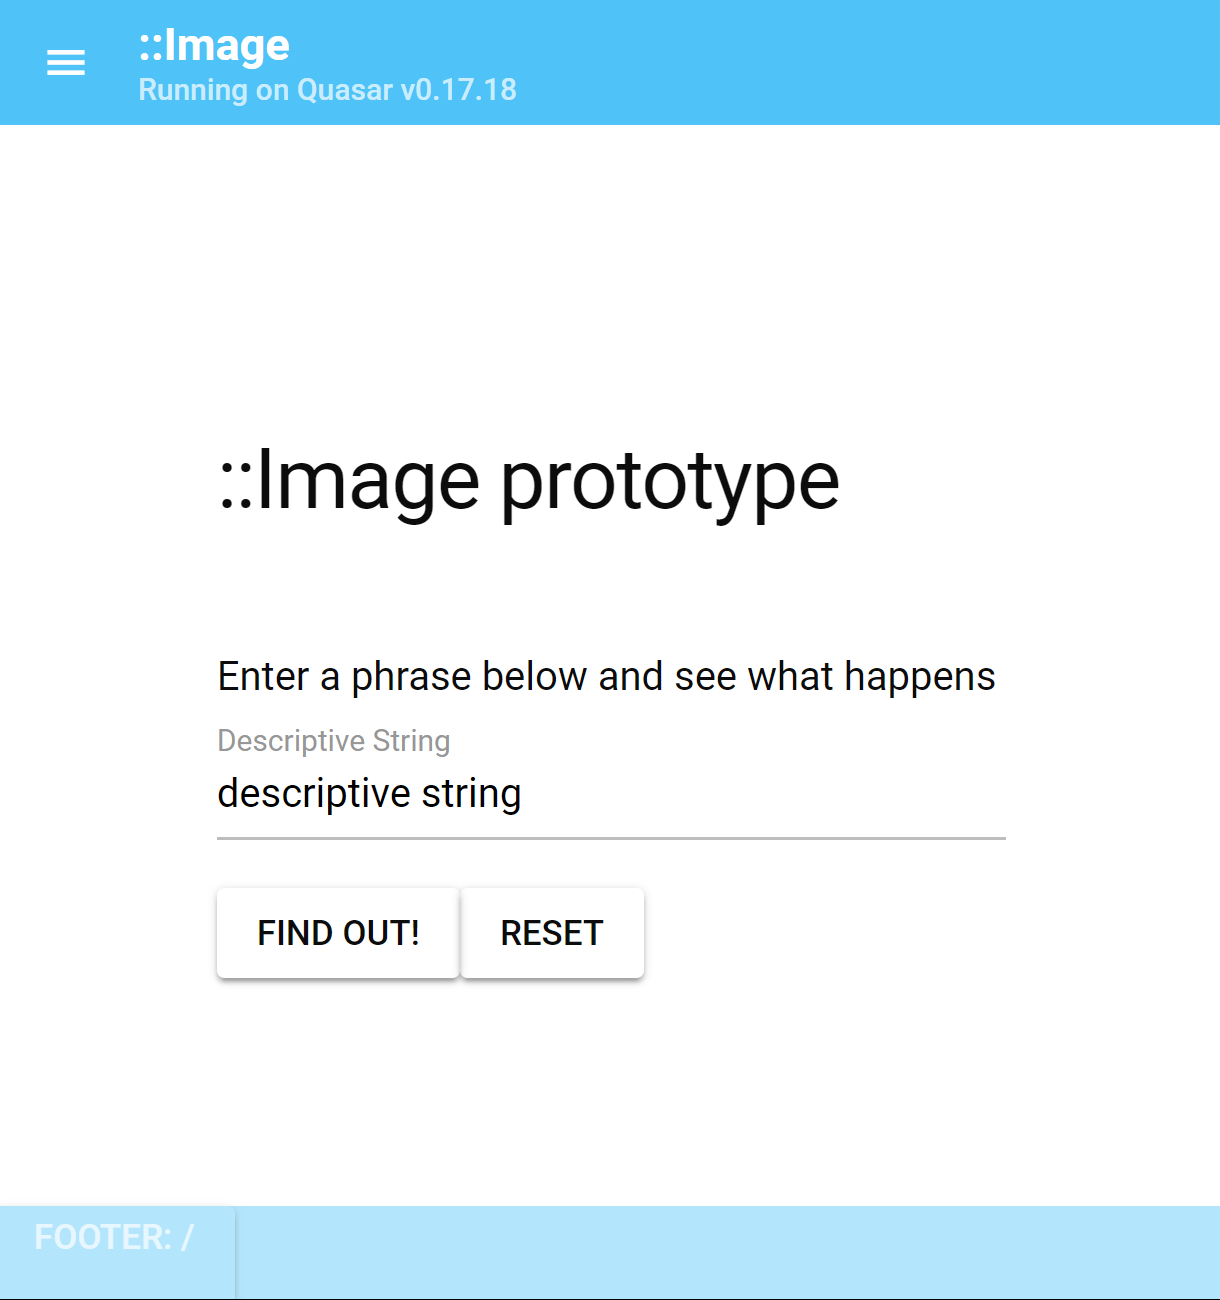 ::Image
Running on Quasar v0.17.18
::Image prototype
Enter a phrase below and see what happens
Descriptive String
descriptive string
FIND OUT! RESET
FOOTER: /